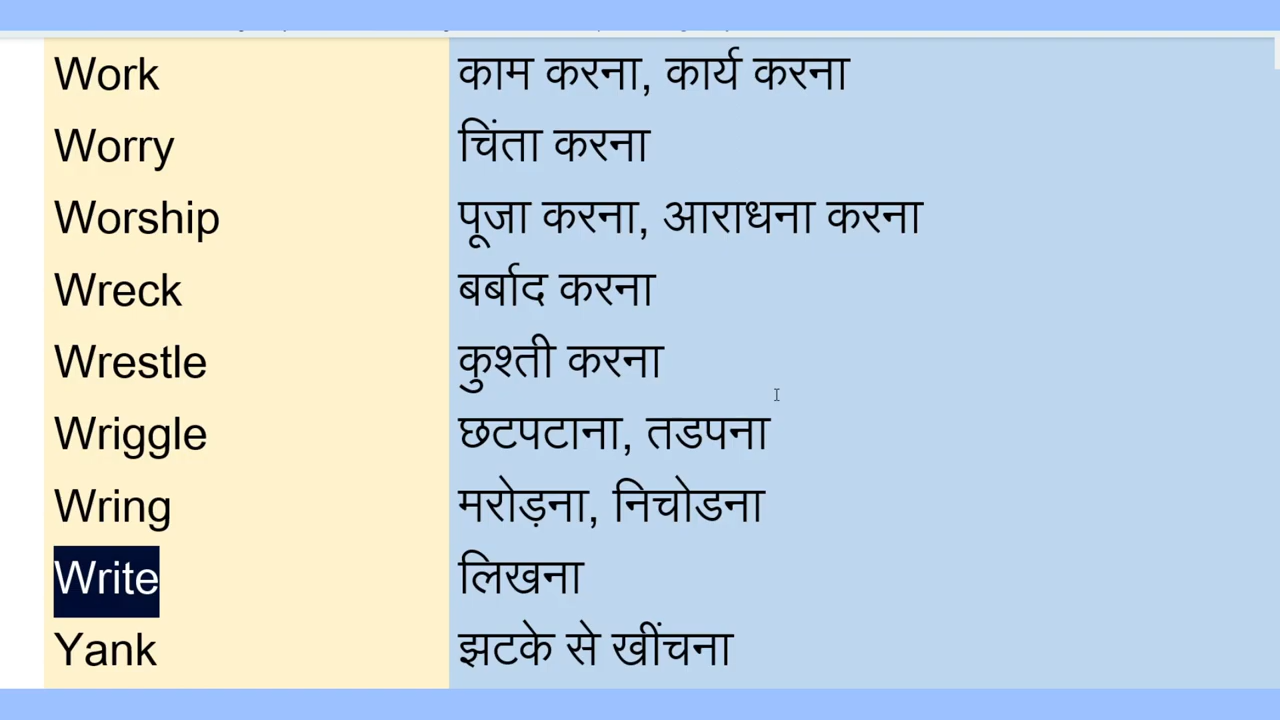 Work काम करना, कार्य करना
Worry चिंता करना
Worship पूजा करना, आराधना करना
Wreck बर्बाद करना
Wrestle कुश्ती करना
Wriggle छटपटाना, तडपना
Wring मरोड़ना, निचोडना
Write लिखना
Yank झटके से खींचना